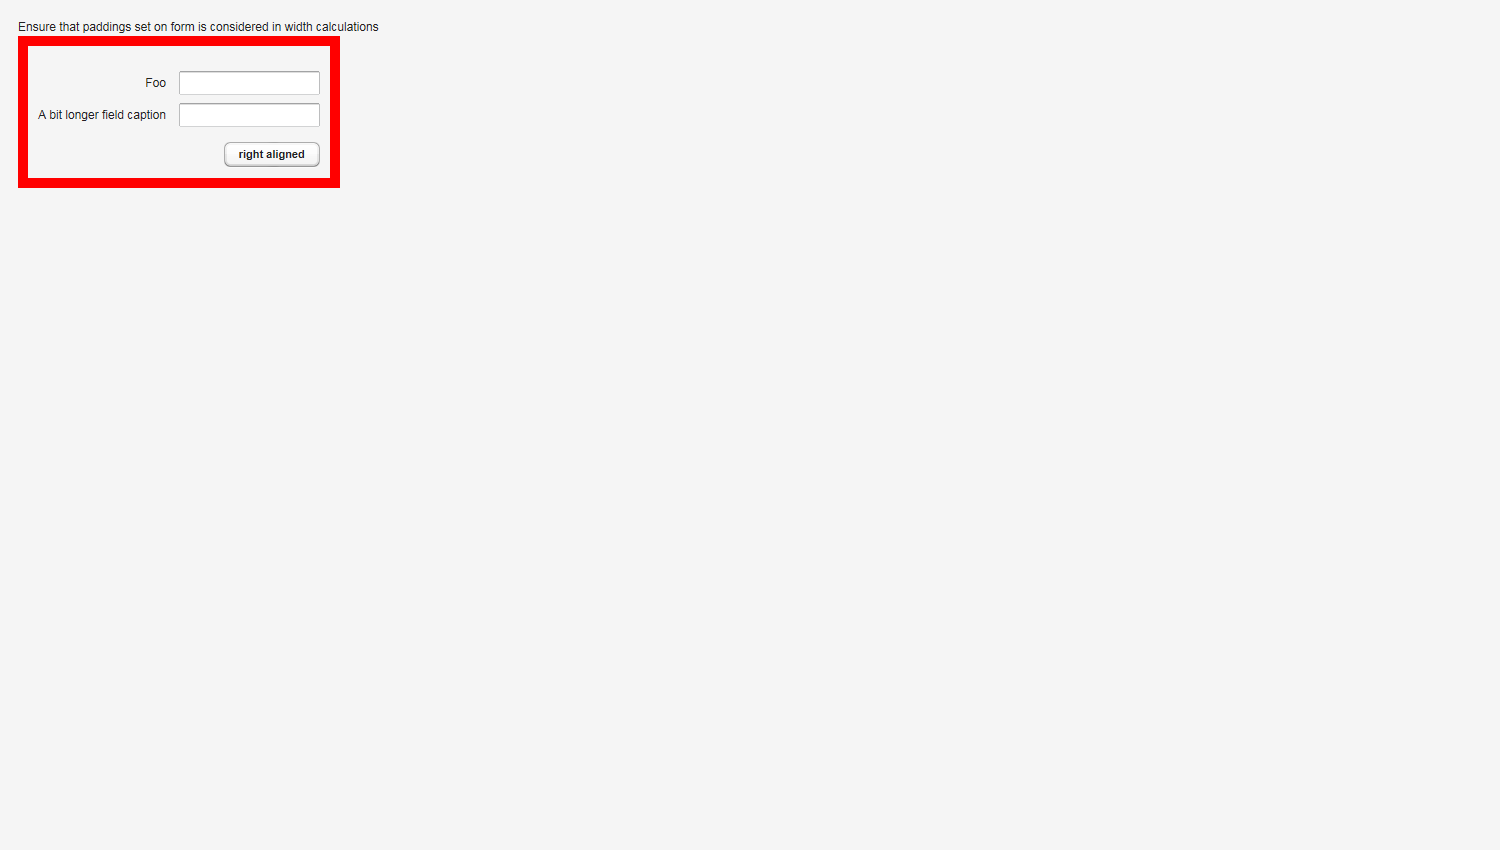 Ensure that paddings set on form is considered in width calculations
Foo
A bit longer field caption
right aligned